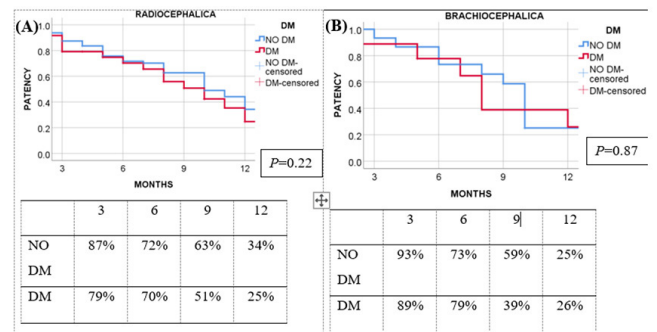 (A)
RADIOCEPHALICA
PATENCY
1.0
0.8
0.6
0.4
0.2
0.0
3
6
9
12
MONTHS
DM
NO DM
DM
NO DM-
censored
DM-censored
P=0.22
3 6 9 12
NO 87% 72% 63% 34%
DM
DM 79% 70% 51% 25%
(B)
BRACHIOCEPHALICA
PATENCY
1.0
0.8
0.6
0.4
0.2
0.0
3
6
9
12
MONTHS
DM
NO DM
DM
NO DM-
censored
DM-censored
P=0.87
3 6 9 12
NO 93% 73% 59% 25%
DM
DM 89% 79% 39% 26%